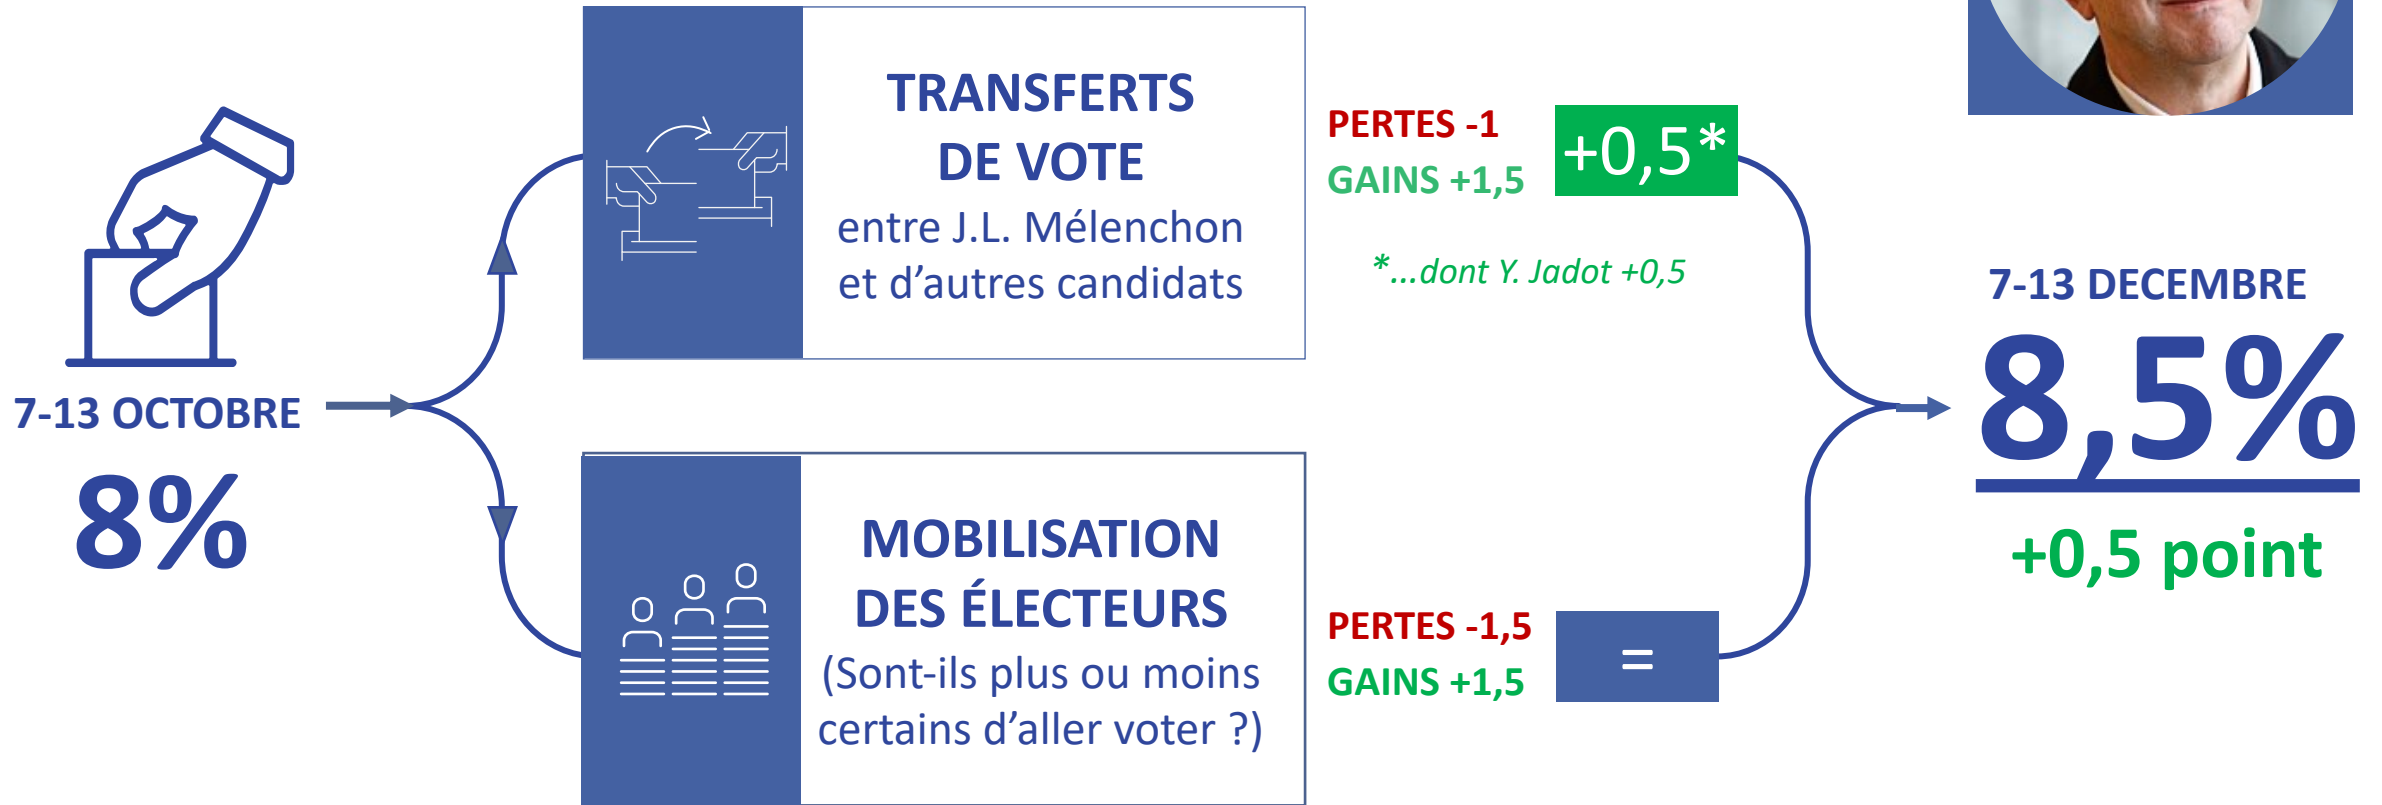 7-13 OCTOBRE
8%
TRANSFERTS
DE VOTE
entre J.L. Mélenchon
et d'autres candidats
PERTES -1
GAINS +1,5
+0,5*
*...dont Y. Jadot +0,5
MOBILISATION
DES ÉLECTEURS
(Sont-ils plus ou moins
certains d'aller voter ?)
PERTES -1,5
GAINS +1,5
=
7-13 DECEMBRE
8,5%
+0,5 point